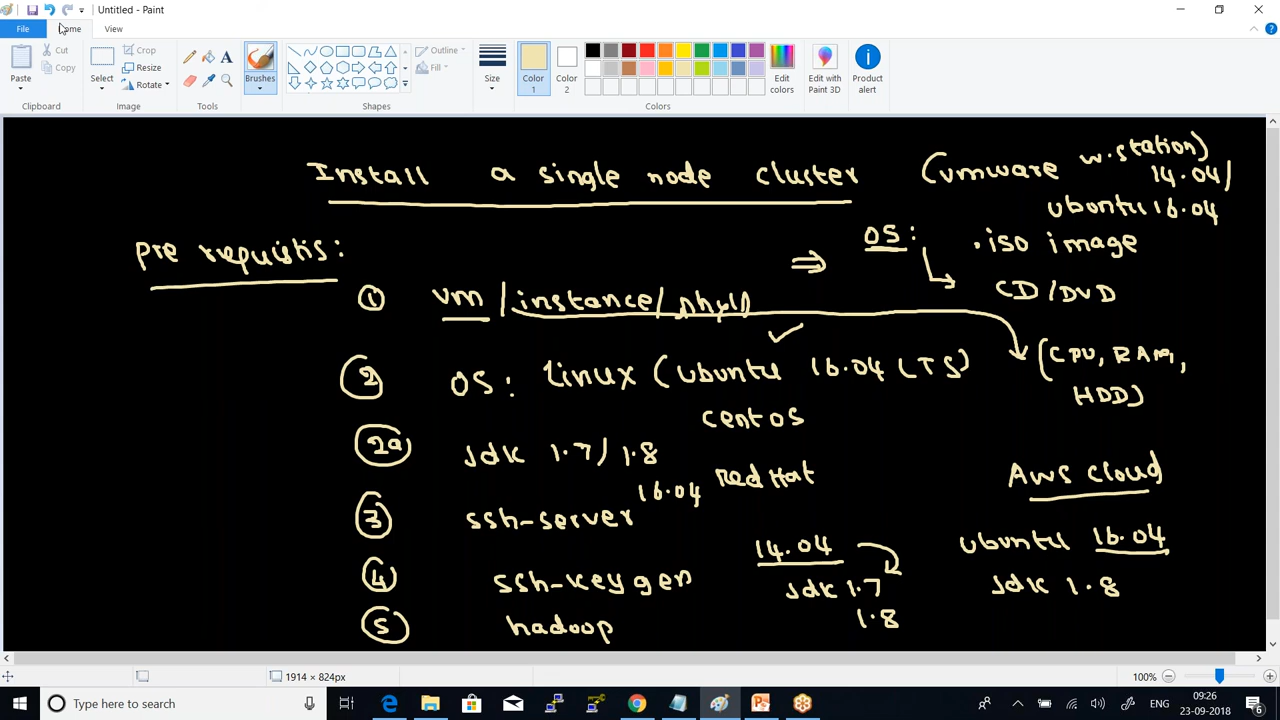 Untitled - Paint
File Home View
Paste
Cut
Copy
Clipboard
Select
Crop
Resize
Rotate
Image
Tools
Brushes
Shapes
Outline
Fill
Size
Color 1
Color 2
Edit colors
Colors
Edit with Paint 3D
Product alert
Install a single node cluster (vmware w.station)
14.04/
ubuntu 16.04
pre requistis:
OS:
⇒ .iso image
CD/DVD
① vm / instance /
(CPU, RAM, HDD)
② OS: Linux (ubuntu 16.04 LTS)
centos
2a jdk 1.7/1.8
16.04 RedHat
③ ssh-server
④ ssh-keygen
⑤ hadoop
14.04
jdk 1.7
1.8
Aws cloud
ubuntu 16.04
jdk 1.8
1914 × 824px
100%
Type here to search
ENG
09:26
23-09-2018
6